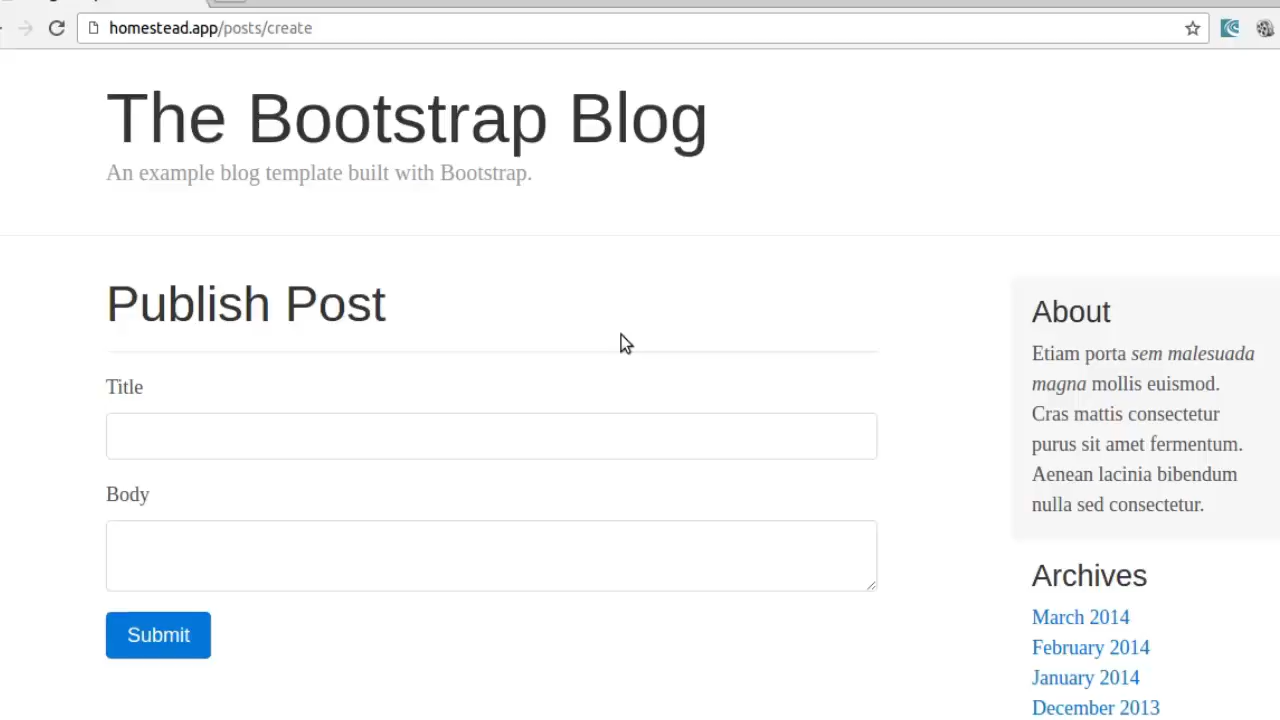 homestead.app/posts/create
The Bootstrap Blog
An example blog template built with Bootstrap.
Publish Post
Title
Body
Submit
About
Etiam porta sem malesuada
magna mollis euismod.
Cras mattis consectetur
purus sit amet fermentum.
Aenean lacinia bibendum
nulla sed consectetur.
Archives
March 2014
February 2014
January 2014
December 2013